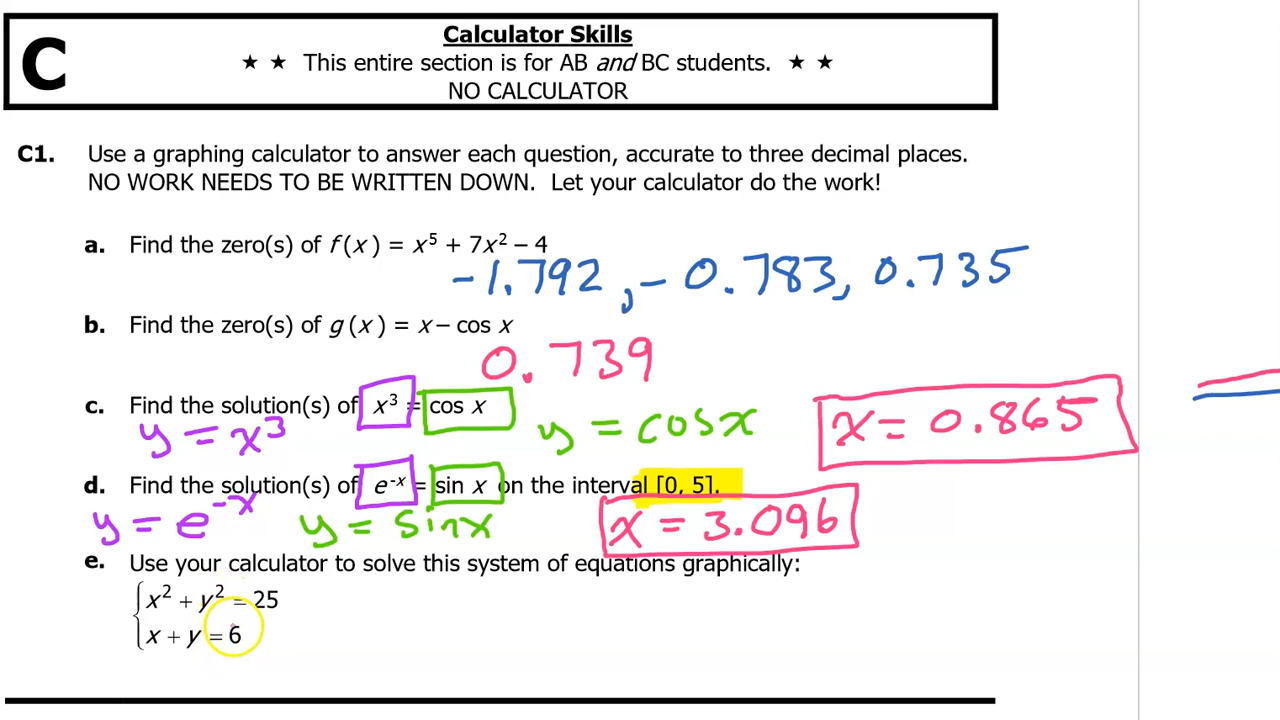 C
Calculator Skills
★ ★ This entire section is for AB and BC students. ★ ★
NO CALCULATOR
C1. Use a graphing calculator to answer each question, accurate to three decimal places.
NO WORK NEEDS TO BE WRITTEN DOWN. Let your calculator do the work!
a. Find the zero(s) of f(x) = x⁵ + 7x² – 4
-1.792, -0.783, 0.735
b. Find the zero(s) of g(x) = x – cos x
0.739
c. Find the solution(s) of x³ = cos x
y = x³ y = cosx x = 0.865
d. Find the solution(s) of e⁻ˣ = sin x on the interval [0, 5].
y = e⁻ˣ y = sinx x = 3.096
e. Use your calculator to solve this system of equations graphically:
x² + y² = 25
x + y = 6